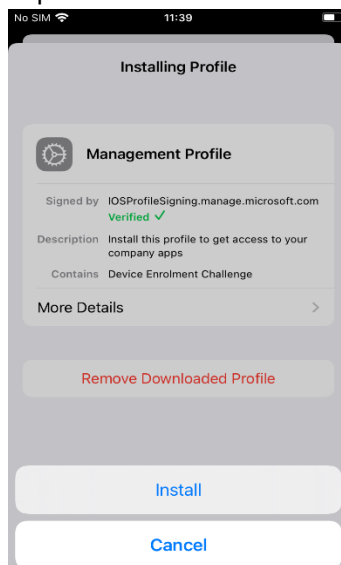 No SIM 11:39
Installing Profile
Management Profile
Signed by IOSProfileSigning.manage.microsoft.com
Verified ✓
Description Install this profile to get access to your
company apps
Contains Device Enrolment Challenge
More Details
Remove Downloaded Profile
Install
Cancel